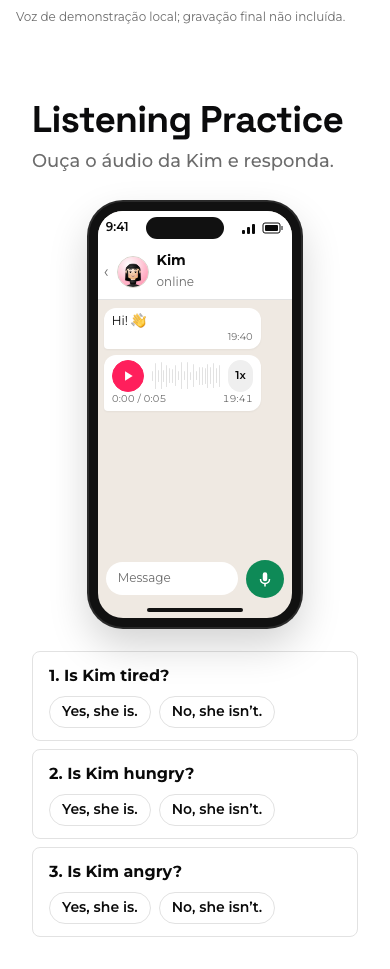 Voz de demonstração local; gravação final não incluída.
Listening Practice
Ouça o áudio da Kim e responda.
9:41
Kim
online
Hi! 👋
19:40
1x
0:00 / 0:05 19:41
Message
1. Is Kim tired?
Yes, she is. No, she isn’t.
2. Is Kim hungry?
Yes, she is. No, she isn’t.
3. Is Kim angry?
Yes, she is. No, she isn’t.